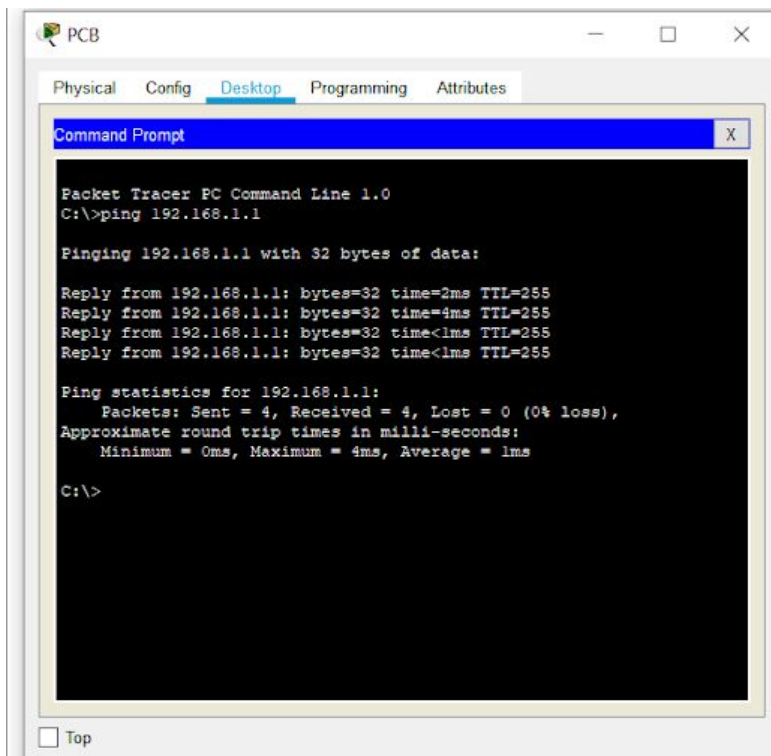 PCB
Physical Config Desktop Programming Attributes
Command Prompt X
Packet Tracer PC Command Line 1.0
C:\>ping 192.168.1.1
Pinging 192.168.1.1 with 32 bytes of data:
Reply from 192.168.1.1: bytes=32 time=2ms TTL=255
Reply from 192.168.1.1: bytes=32 time=4ms TTL=255
Reply from 192.168.1.1: bytes=32 time<1ms TTL=255
Reply from 192.168.1.1: bytes=32 time<1ms TTL=255
Ping statistics for 192.168.1.1:
Packets: Sent = 4, Received = 4, Lost = 0 (0% loss),
Approximate round trip times in milli-seconds:
Minimum = 0ms, Maximum = 4ms, Average = 1ms
C:\>
Top